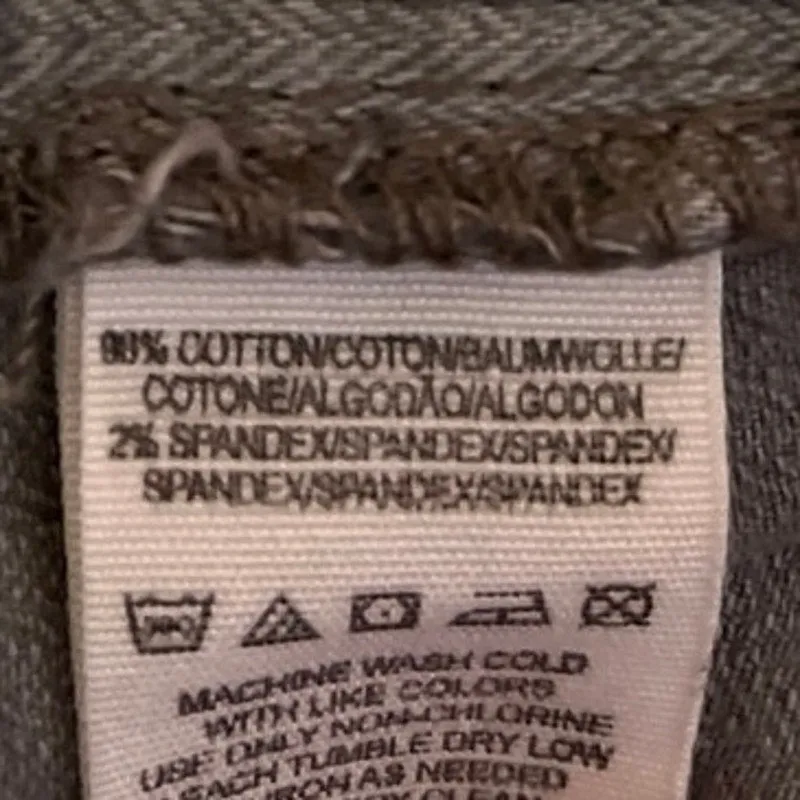 COTTON/COTON/BAUMWOLLE/
COTONE/ALGODÃO/ALGODON
2% SPANDEX/SPANDEX/SPANDEX/
SPANDEX/SPANDEX/SPANDEX
MACHINE WASH COLD
WITH LIKE COLORS
USE ONLY NON-CHLORINE
TUMBLE DRY LOW
IRON AS NEEDED
CLEAN